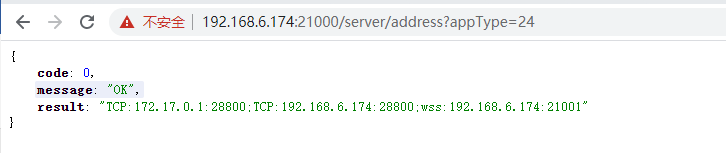 不安全 192.168.6.174:21000/server/address?appType=24
{
code: 0,
message: "OK",
result: "TCP:172.17.0.1:28800;TCP:192.168.6.174:28800;wss:192.168.6.174:21001"
}